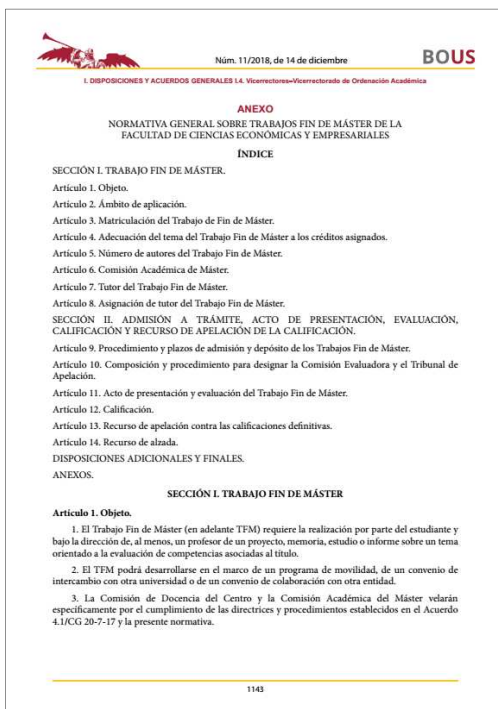 Núm. 11/2018, de 14 de diciembre
BOUS
I. DISPOSICIONES Y ACUERDOS GENERALES I.4. Vicerrectores=Vicerrectorado de Ordenación Académica
ANEXO
NORMATIVA GENERAL SOBRE TRABAJOS FIN DE MÁSTER DE LA
FACULTAD DE CIENCIAS ECONÓMICAS Y EMPRESARIALES
ÍNDICE
SECCIÓN I. TRABAJO FIN DE MÁSTER.
Artículo 1. Objeto.
Artículo 2. Ámbito de aplicación.
Artículo 3. Matriculación del Trabajo de Fin de Máster.
Artículo 4. Adecuación del tema del Trabajo Fin de Máster a los créditos asignados.
Artículo 5. Número de autores del Trabajo Fin de Máster.
Artículo 6. Comisión Académica de Máster.
Artículo 7. Tutor del Trabajo Fin de Máster.
Artículo 8. Asignación de tutor del Trabajo Fin de Máster.
SECCIÓN II. ADMISIÓN A TRÁMITE, ACTO DE PRESENTACIÓN, EVALUACIÓN,
CALIFICACIÓN Y RECURSO DE APELACIÓN DE LA CALIFICACIÓN.
Artículo 9. Procedimiento y plazos de admisión y depósito de los Trabajos Fin de Máster.
Artículo 10. Composición y procedimiento para designar la Comisión Evaluadora y el Tribunal de
Apelación.
Artículo 11. Acto de presentación y evaluación del Trabajo Fin de Máster.
Artículo 12. Calificación.
Artículo 13. Recurso de apelación contra las calificaciones definitivas.
Artículo 14. Recurso de alzada.
DISPOSICIONES ADICIONALES Y FINALES.
ANEXOS.
SECCIÓN I. TRABAJO FIN DE MÁSTER
Artículo 1. Objeto.
1. El Trabajo Fin de Máster (en adelante TFM) requiere la realización por parte del estudiante y
bajo la dirección de, al menos, un profesor de un proyecto, memoria, estudio o informe sobre un tema
orientado a la evaluación de competencias asociadas al título.
2. El TFM podrá desarrollarse en el marco de un programa de movilidad, de un convenio de
intercambio con otra universidad o de un convenio de colaboración con otra entidad.
3. La Comisión de Docencia del Centro y la Comisión Académica del Máster velarán
específicamente por el cumplimiento de las directrices y procedimientos establecidos en el Acuerdo
4.1/CG 20-7-17 y la presente normativa.
1143